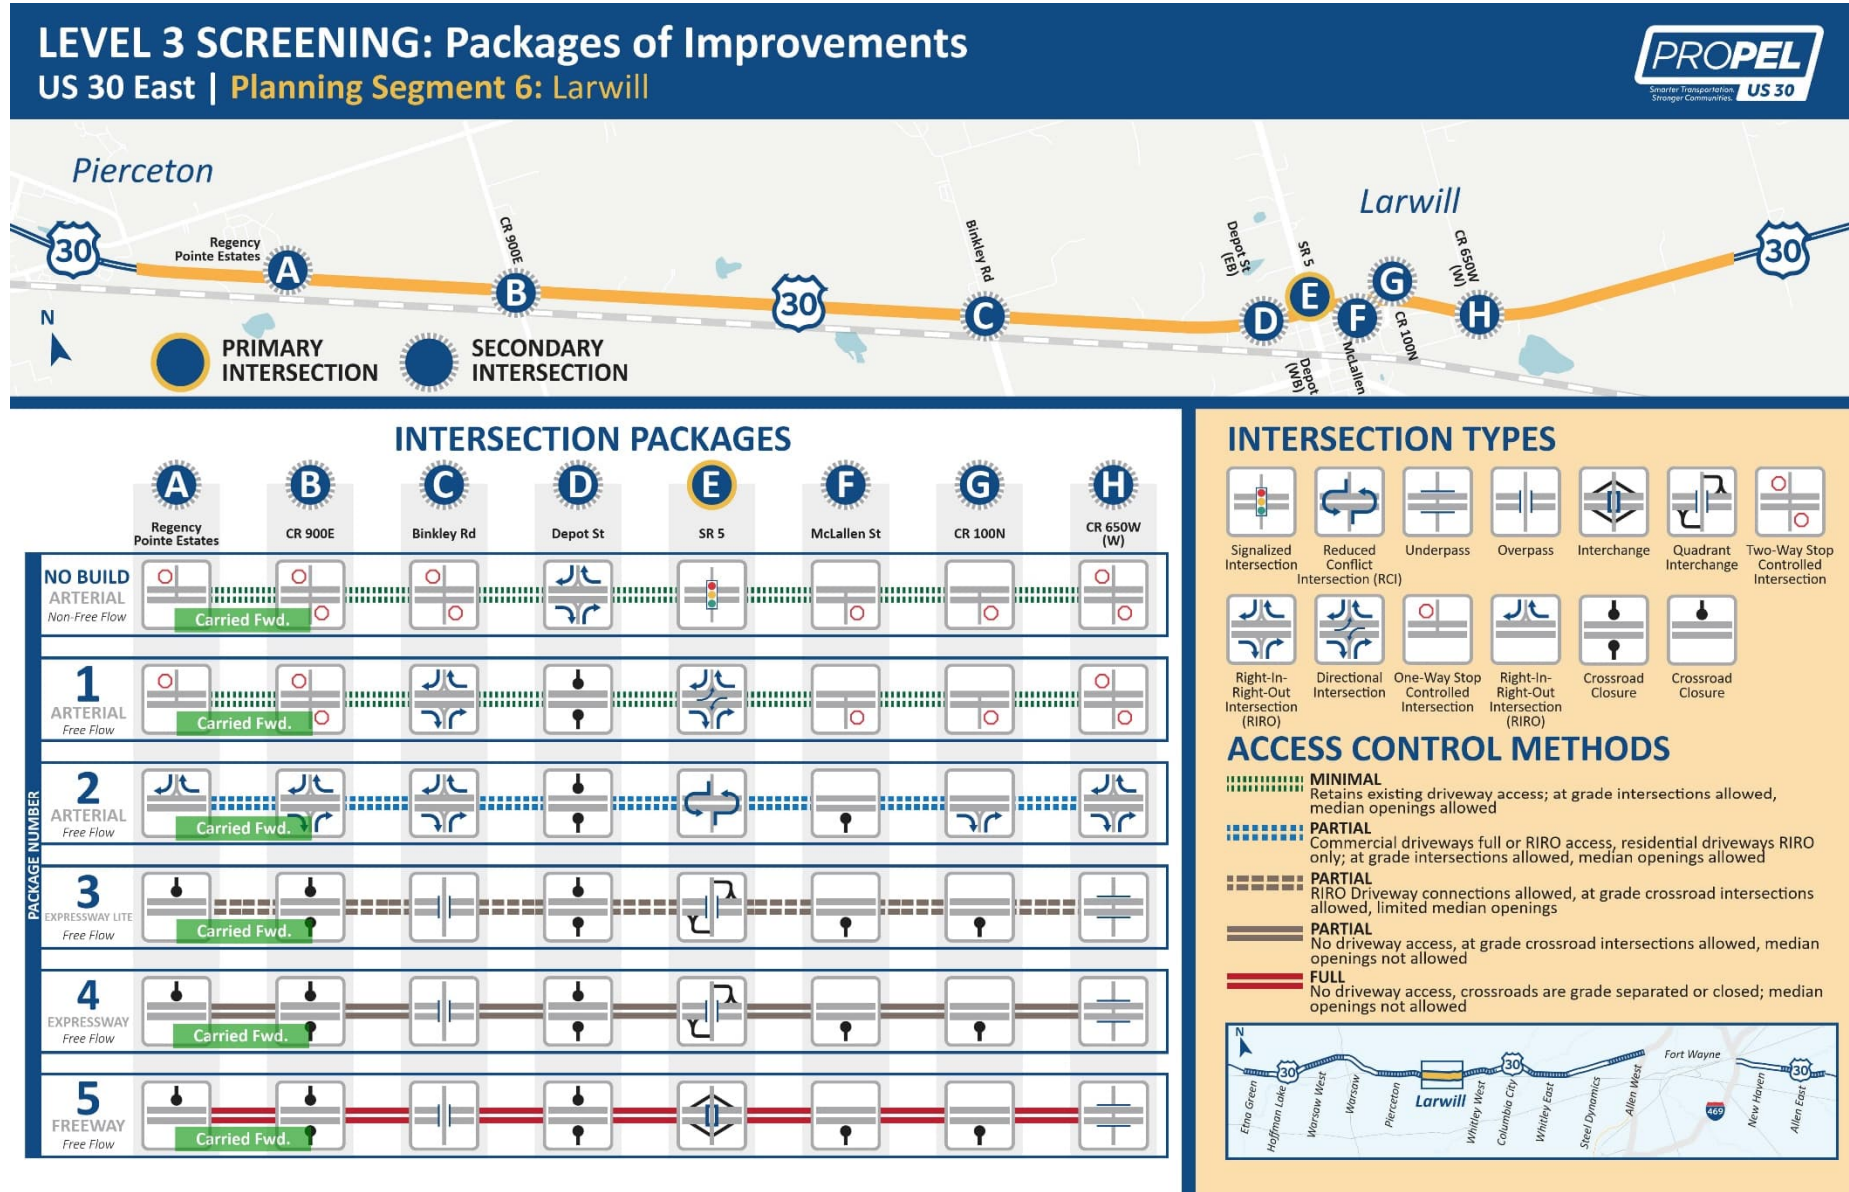 LEVEL 3 SCREENING: Packages of Improvements
US 30 East | Planning Segment 6: Larwill
PROPEL
Smarter Transportation.
Stronger Communities.
US 30
Pierceton
Larwill
30
Regency
Pointe Estates
A
CR 900E
B
30
Binkley Rd
C
Depot St
(EB)
D
SR 5
E
Depot
(WB)
F
McLallen
G
CR 100N
CR 650W
(W)
H
30
N
PRIMARY
INTERSECTION
SECONDARY
INTERSECTION
INTERSECTION PACKAGES
A
B
C
D
E
F
G
H
Regency
Pointe Estates
CR 900E
Binkley Rd
Depot St
SR 5
McLallen St
CR 100N
CR 650W
(W)
PACKAGE NUMBER
NO BUILD
ARTERIAL
Non-Free Flow
Carried Fwd.
1
ARTERIAL
Free Flow
Carried Fwd.
2
ARTERIAL
Free Flow
Carried Fwd.
3
EXPRESSWAY LITE
Free Flow
Carried Fwd.
4
EXPRESSWAY
Free Flow
Carried Fwd.
5
FREEWAY
Free Flow
Carried Fwd.
INTERSECTION TYPES
Signalized
Intersection
Reduced
Conflict
Intersection (RCI)
Underpass
Overpass
Interchange
Quadrant
Interchange
Two-Way Stop
Controlled
Intersection
Right-In-
Right-Out
Intersection
(RIRO)
Directional
Intersection
One-Way Stop
Controlled
Intersection
Right-In-
Right-Out
Intersection
(RIRO)
Crossroad
Closure
Crossroad
Closure
ACCESS CONTROL METHODS
MINIMAL
Retains existing driveway access; at grade intersections allowed,
median openings allowed
PARTIAL
Commercial driveways full or RIRO access, residential driveways RIRO
only; at grade intersections allowed, median openings allowed
PARTIAL
RIRO Driveway connections allowed, at grade crossroad intersections
allowed, limited median openings
PARTIAL
No driveway access, at grade crossroad intersections allowed, median
openings not allowed
FULL
No driveway access, crossroads are grade separated or closed; median
openings not allowed
N
30
30
30
469
Fort Wayne
Etna Green
Hoffman Lake
Warsaw West
Warsaw
Pierceton
Larwill
Whitley West
Columbia City
Whitley East
Steel Dynamics
Allen West
New Haven
Allen East